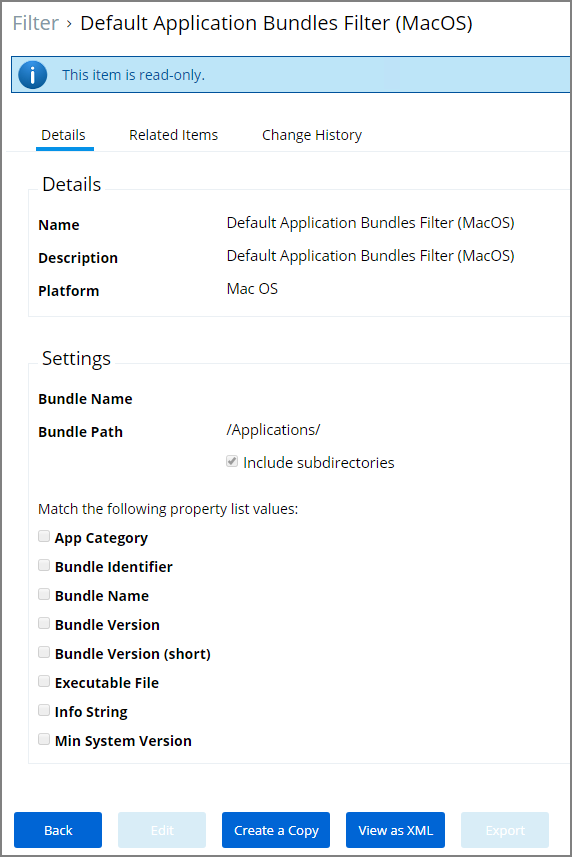 Filter › Default Application Bundles Filter (MacOS)
This item is read-only.
Details Related Items Change History
Details
Name Default Application Bundles Filter (MacOS)
Description Default Application Bundles Filter (MacOS)
Platform Mac OS
Settings
Bundle Name
Bundle Path /Applications/
Include subdirectories
Match the following property list values:
App Category
Bundle Identifier
Bundle Name
Bundle Version
Bundle Version (short)
Executable File
Info String
Min System Version
Back Edit Create a Copy View as XML Export